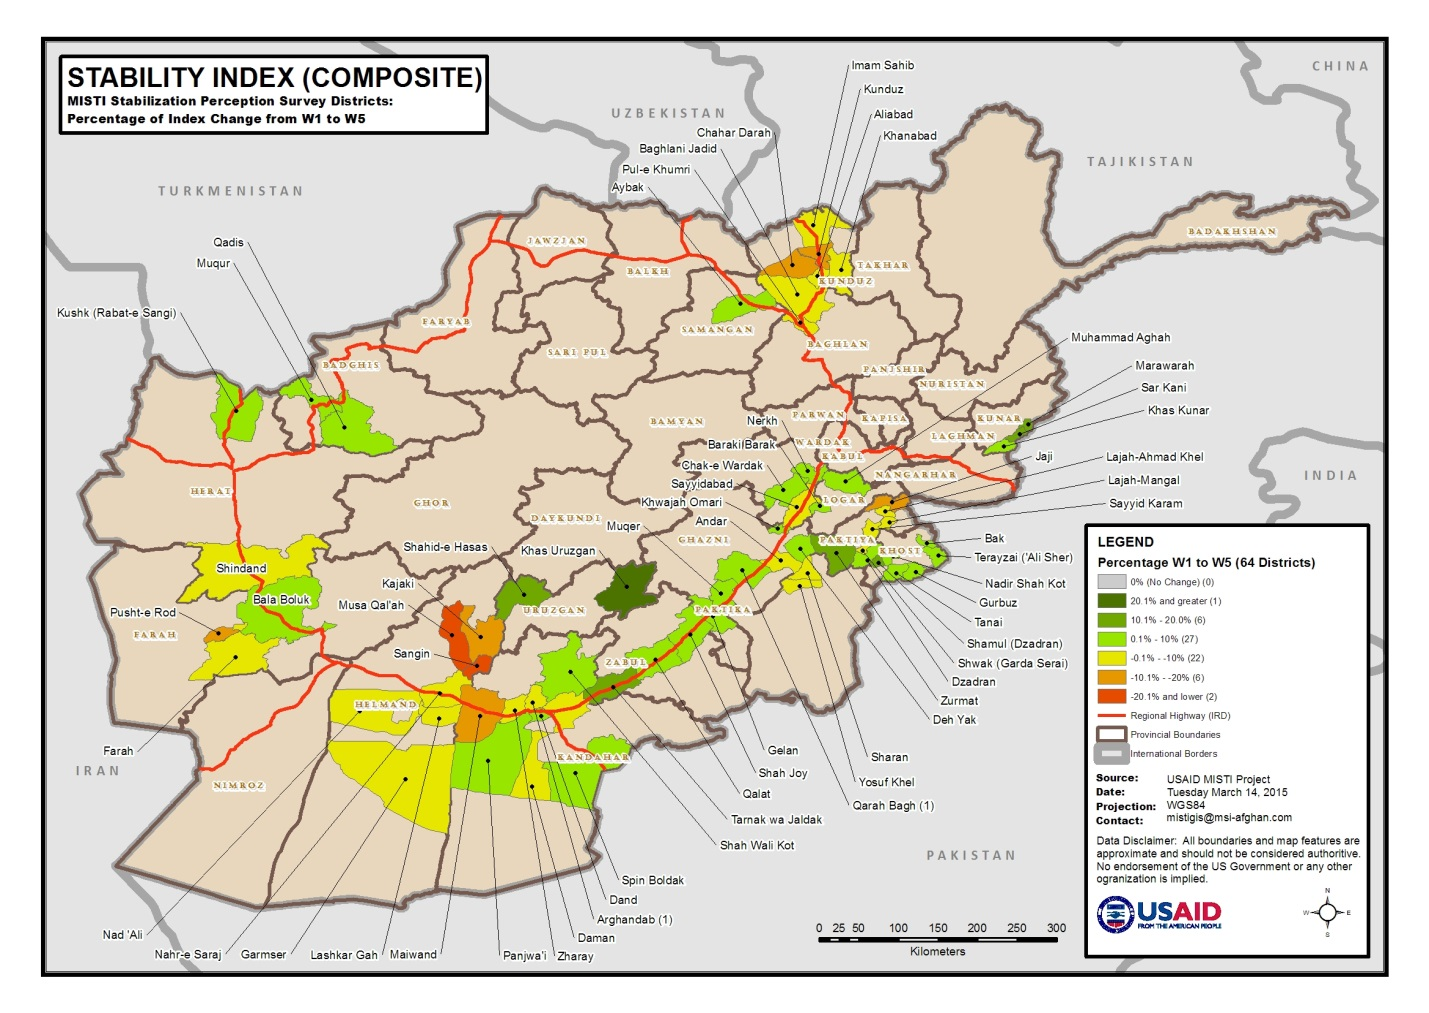 STABILITY INDEX (COMPOSITE)
MISTI Stabilization Perception Survey Districts:
Percentage of Index Change from W1 to W5
CHINA
UZBEKISTAN
TAJIKISTAN
TURKMENISTAN
Imam Sahib
Kunduz
Aliabad
Khanabad
Chahar Darah
Baghlani Jadid
Pul-e Khumri
Aybak
Qadis
Muqur
Kushk (Rabat-e Sangi)
BADAKHSHAN
JAWZJAN
BALKH
TAKHAR
KUNDUZ
FARYAB
SAMANGAN
BAGHLAN
SARI PUL
BADGHIS
PANJSHIR
NURISTAN
Muhammad Aghah
Marawarah
Sar Kani
Khas Kunar
BAMYAN
PARWAN
KAPISA
KUNAR
LAGHMAN
Nerkh
WARDAK
KABUL
Baraki Barak
Chak-e Wardak
Sayyidabad
Khwajah Omari
Andar
Muqer
NANGARHAR
Jaji
Lajah-Ahmad Khel
Lajah-Mangal
Sayyid Karam
LOGAR
HERAT
GHOR
DAYKUNDI
GHAZNI
PAKTIYA
KHOST
INDIA
Shahid-e Hasas
Khas Uruzgan
Bak
Terayzai ('Ali Sher)
Nadir Shah Kot
Gurbuz
Tanai
Shamul (Dzadran)
Shwak (Garda Serai)
Dzadran
Zurmat
Deh Yak
Shindand
Bala Boluk
Kajaki
Musa Qal'ah
Pusht-e Rod
FARAH
URUZGAN
PAKTIKA
Sangin
ZABUL
HELMAND
Farah
IRAN
NIMROZ
KANDAHAR
Gelan
Shah Joy
Qalat
Tarnak wa Jaldak
Shah Wali Kot
Sharan
Yosuf Khel
Qarah Bagh (1)
PAKISTAN
Spin Boldak
Dand
Arghandab (1)
Daman
Zharay
Panjwa'i
Maiwand
Lashkar Gah
Garmser
Nahr-e Saraj
Nad 'Ali
0 25 50 100 150 200 250 300
Kilometers
LEGEND
Percentage W1 to W5 (64 Districts)
0% (No Change) (0)
20.1% and greater (1)
10.1% - 20.0% (6)
0.1% - 10% (27)
-0.1% - -10% (22)
-10.1% - -20% (6)
-20.1% and lower (2)
Regional Highway (IRD)
Provincial Boundaries
International Borders
Source: USAID MISTI Project
Date: Tuesday March 14, 2015
Projection: WGS84
Contact: mistigis@msi-afghan.com
Data Disclaimer: All boundaries and map features are
approximate and should not be considered authoritive.
No endorsement of the US Government or any other
ogranization is implied.
USAID
FROM THE AMERICAN PEOPLE
N
W E
S